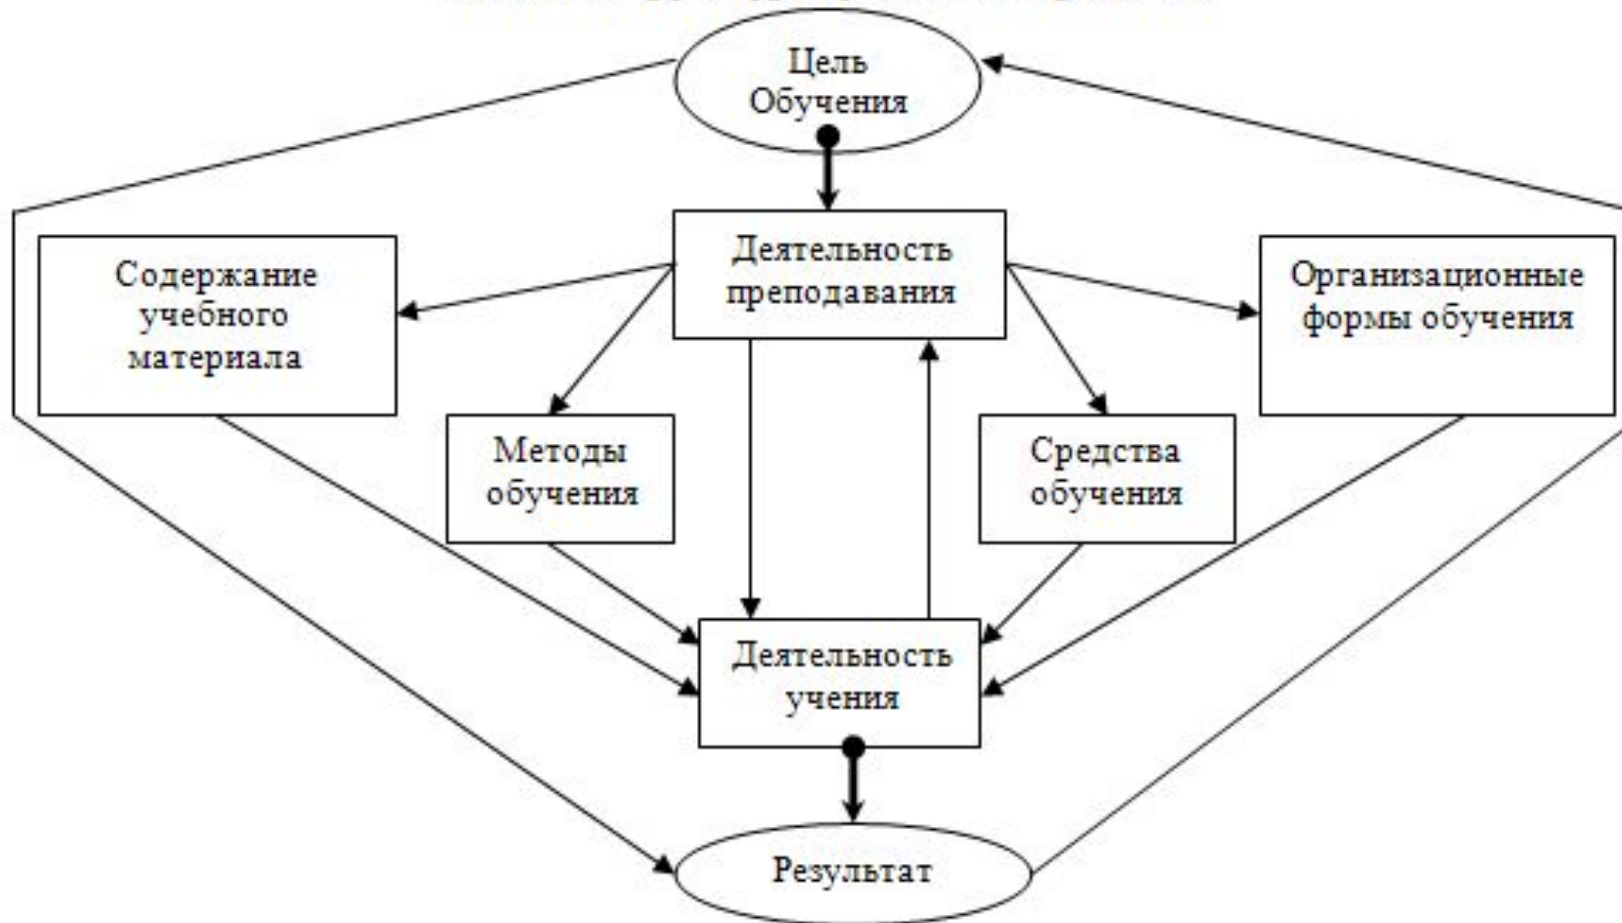 Цель
Обучения
Деятельность
преподавания
Содержание
учебного
материала
Организационные
формы обучения
Методы
обучения
Средства
обучения
Деятельность
учения
Результат